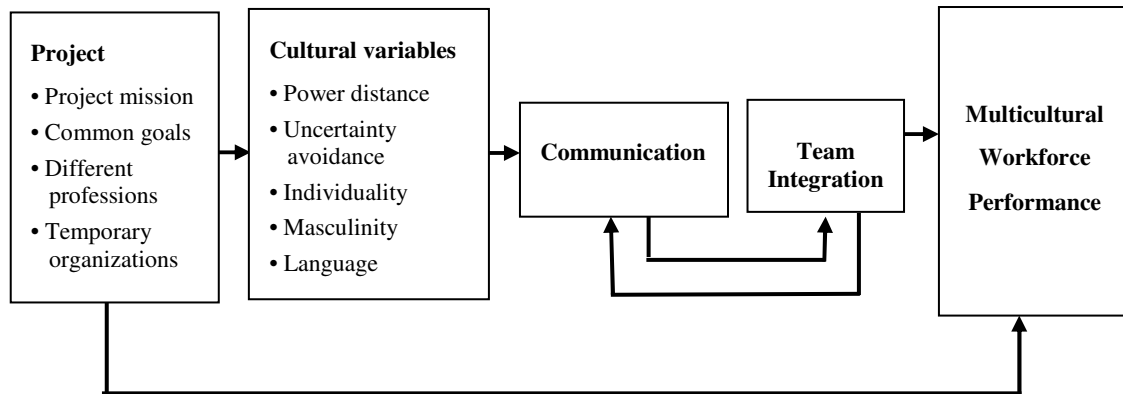 Project
• Project mission
• Common goals
• Different
professions
• Temporary
organizations
Cultural variables
• Power distance
• Uncertainty
avoidance
• Individuality
• Masculinity
• Language
Communication
Team
Integration
Multicultural
Workforce
Performance